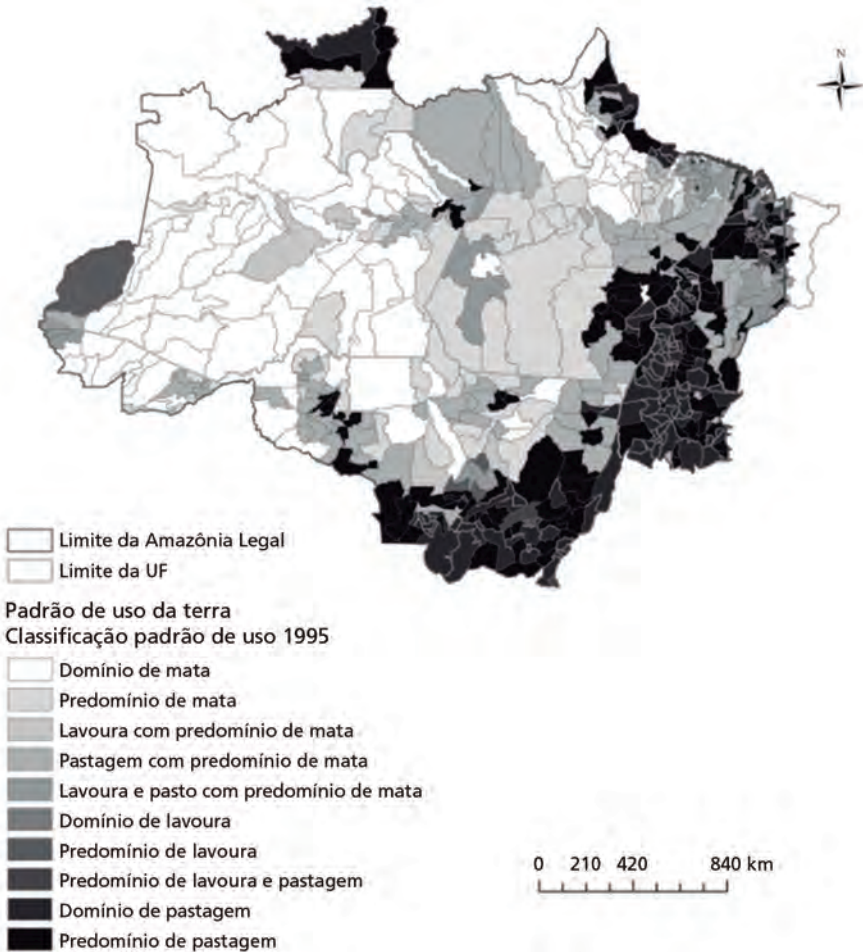 N
Limite da Amazônia Legal
Limite da UF
Padrão de uso da terra
Classificação padrão de uso 1995
Domínio de mata
Predomínio de mata
Lavoura com predomínio de mata
Pastagem com predomínio de mata
Lavoura e pasto com predomínio de mata
Domínio de lavoura
Predomínio de lavoura
Predomínio de lavoura e pastagem
Domínio de pastagem
Predomínio de pastagem
0 210 420 840 km